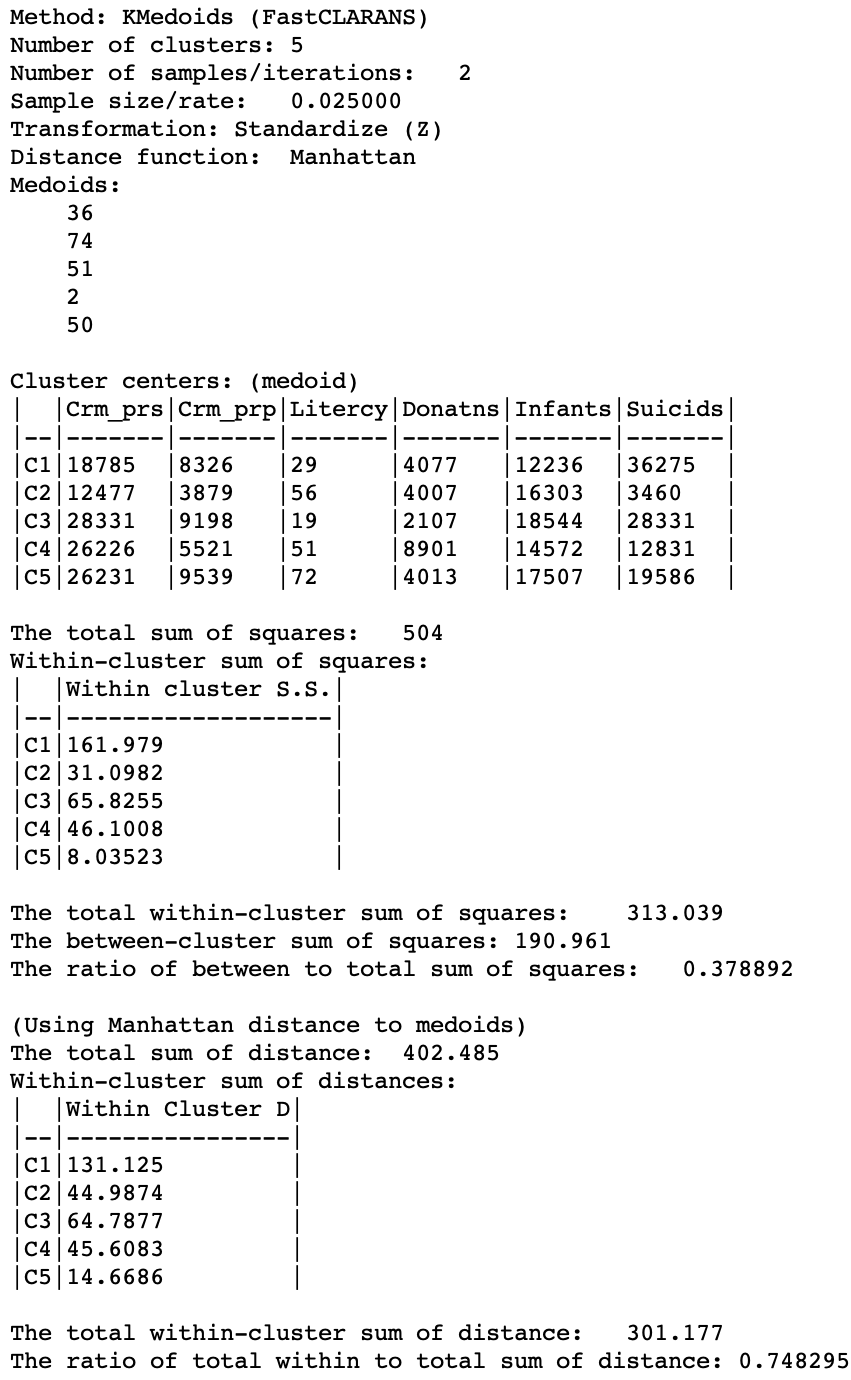 Method: KMedoids (FastCLARANS)
Number of clusters: 5
Number of samples/iterations:   2
Sample size/rate:   0.025000
Transformation: Standardize (Z)
Distance function:  Manhattan
Medoids:
    36
    74
    51
    2
    50

Cluster centers: (medoid)
|  |Crm_prs|Crm_prp|Litercy|Donatns|Infants|Suicids|
|--|-------|-------|-------|-------|-------|-------|
|C1|18785  |8326   |29     |4077   |12236  |36275  |
|C2|12477  |3879   |56     |4007   |16303  |3460   |
|C3|28331  |9198   |19     |2107   |18544  |28331  |
|C4|26226  |5521   |51     |8901   |14572  |12831  |
|C5|26231  |9539   |72     |4013   |17507  |19586  |

The total sum of squares:   504
Within-cluster sum of squares:
|  |Within cluster S.S.|
|--|-------------------|
|C1|161.979            |
|C2|31.0982            |
|C3|65.8255            |
|C4|46.1008            |
|C5|8.03523            |

The total within-cluster sum of squares:    313.039
The between-cluster sum of squares: 190.961
The ratio of between to total sum of squares:   0.378892

(Using Manhattan distance to medoids)
The total sum of distance:  402.485
Within-cluster sum of distances:
|  |Within Cluster D|
|--|----------------|
|C1|131.125         |
|C2|44.9874         |
|C3|64.7877         |
|C4|45.6083         |
|C5|14.6686         |

The total within-cluster sum of distance:   301.177
The ratio of total within to total sum of distance: 0.748295